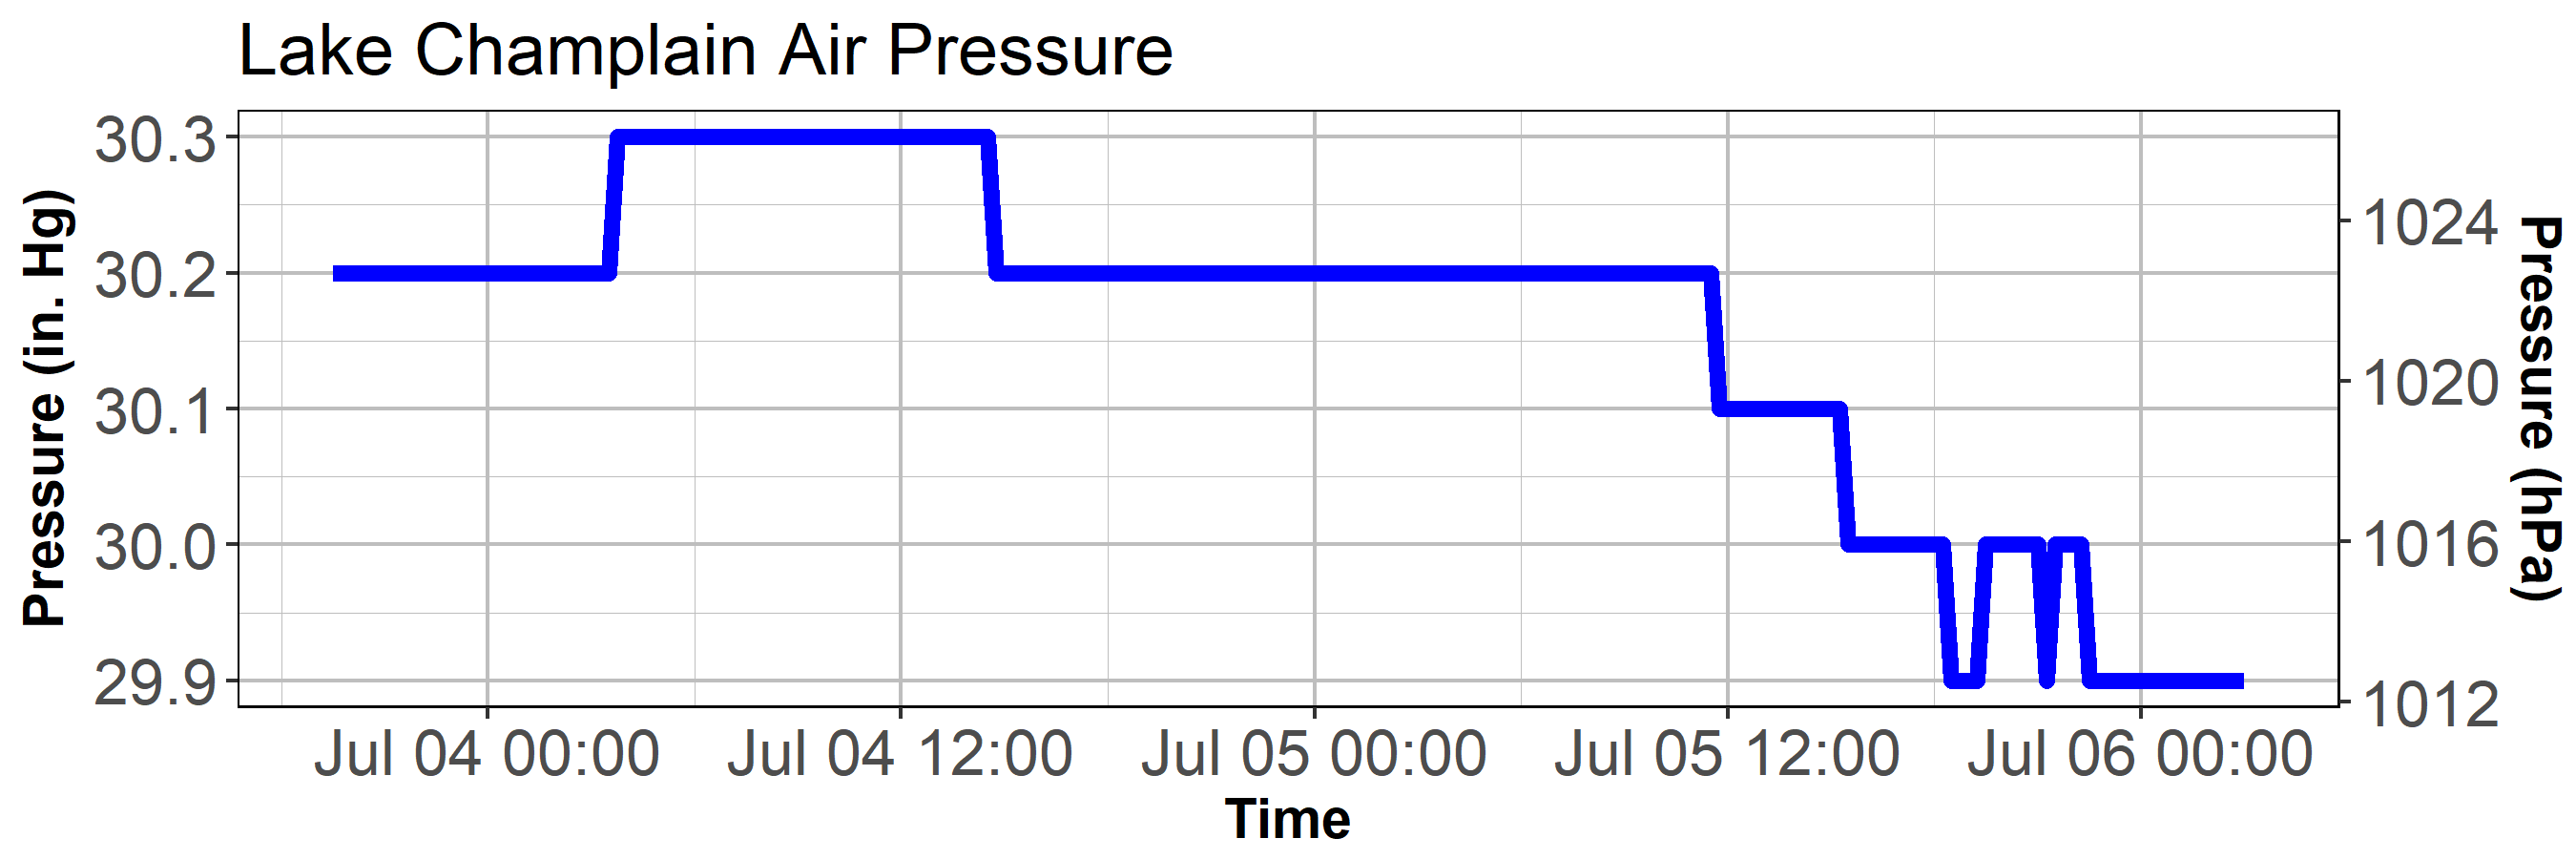 Lake Champlain Air Pressure
Pressure (in. Hg)
30.3
30.2
30.1
30.0
29.9
1024
1020
1016
1012
Pressure (hPa)
Jul 04 00:00 Jul 04 12:00 Jul 05 00:00 Jul 05 12:00 Jul 06 00:00
Time